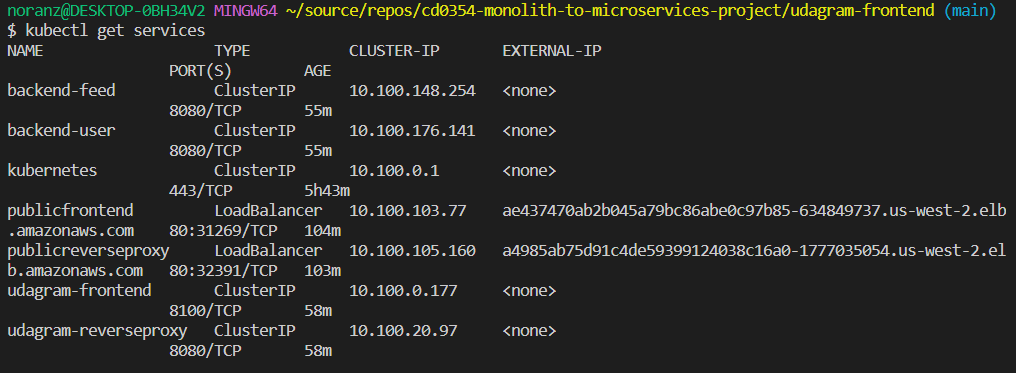 noranz@DESKTOP-0BH34V2 MINGW64 ~/source/repos/cd0354-monolith-to-microservices-project/udagram-frontend (main)
$ kubectl get services
NAME TYPE CLUSTER-IP EXTERNAL-IP
PORT(S) AGE
backend-feed ClusterIP 10.100.148.254 <none>
8080/TCP 55m
backend-user ClusterIP 10.100.176.141 <none>
8080/TCP 55m
kubernetes ClusterIP 10.100.0.1 <none>
443/TCP 5h43m
publicfrontend LoadBalancer 10.100.103.77 ae437470ab2b045a79bc86abe0c97b85-634849737.us-west-2.elb
.amazonaws.com 80:31269/TCP 104m
publicreverseproxy LoadBalancer 10.100.105.160 a4985ab75d91c4de59399124038c16a0-1777035054.us-west-2.el
b.amazonaws.com 80:32391/TCP 103m
udagram-frontend ClusterIP 10.100.0.177 <none>
8100/TCP 58m
udagram-reverseproxy ClusterIP 10.100.20.97 <none>
8080/TCP 58m